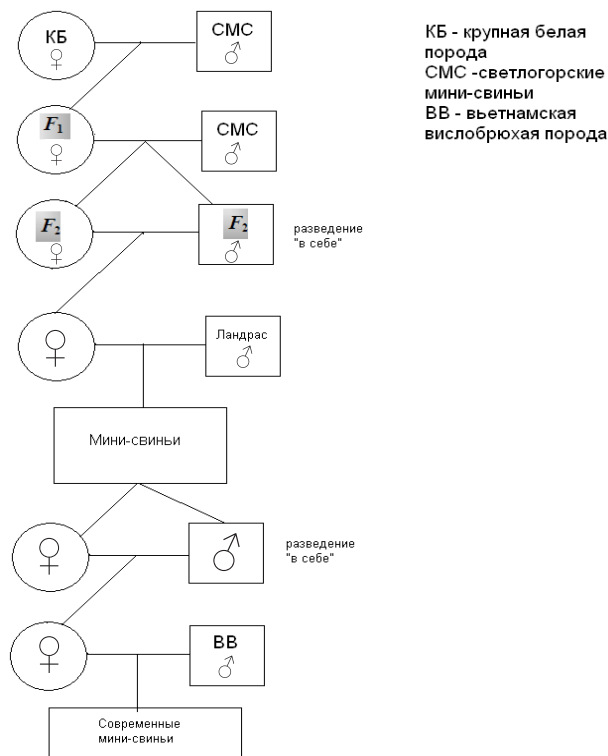 КБ
♀
СМС
♂
КБ - крупная белая
порода
СМС -светлогорские
мини-свиньи
ВВ - вьетнамская
вислобрюхая порода
F₁
♀
СМС
♂
F₂
♀
F₂
♂
разведение
"в себе"
♀
Ландрас
♂
Мини-свиньи
♀
♂
разведение
"в себе"
♀
ВВ
♂
Современные
мини-свиньи